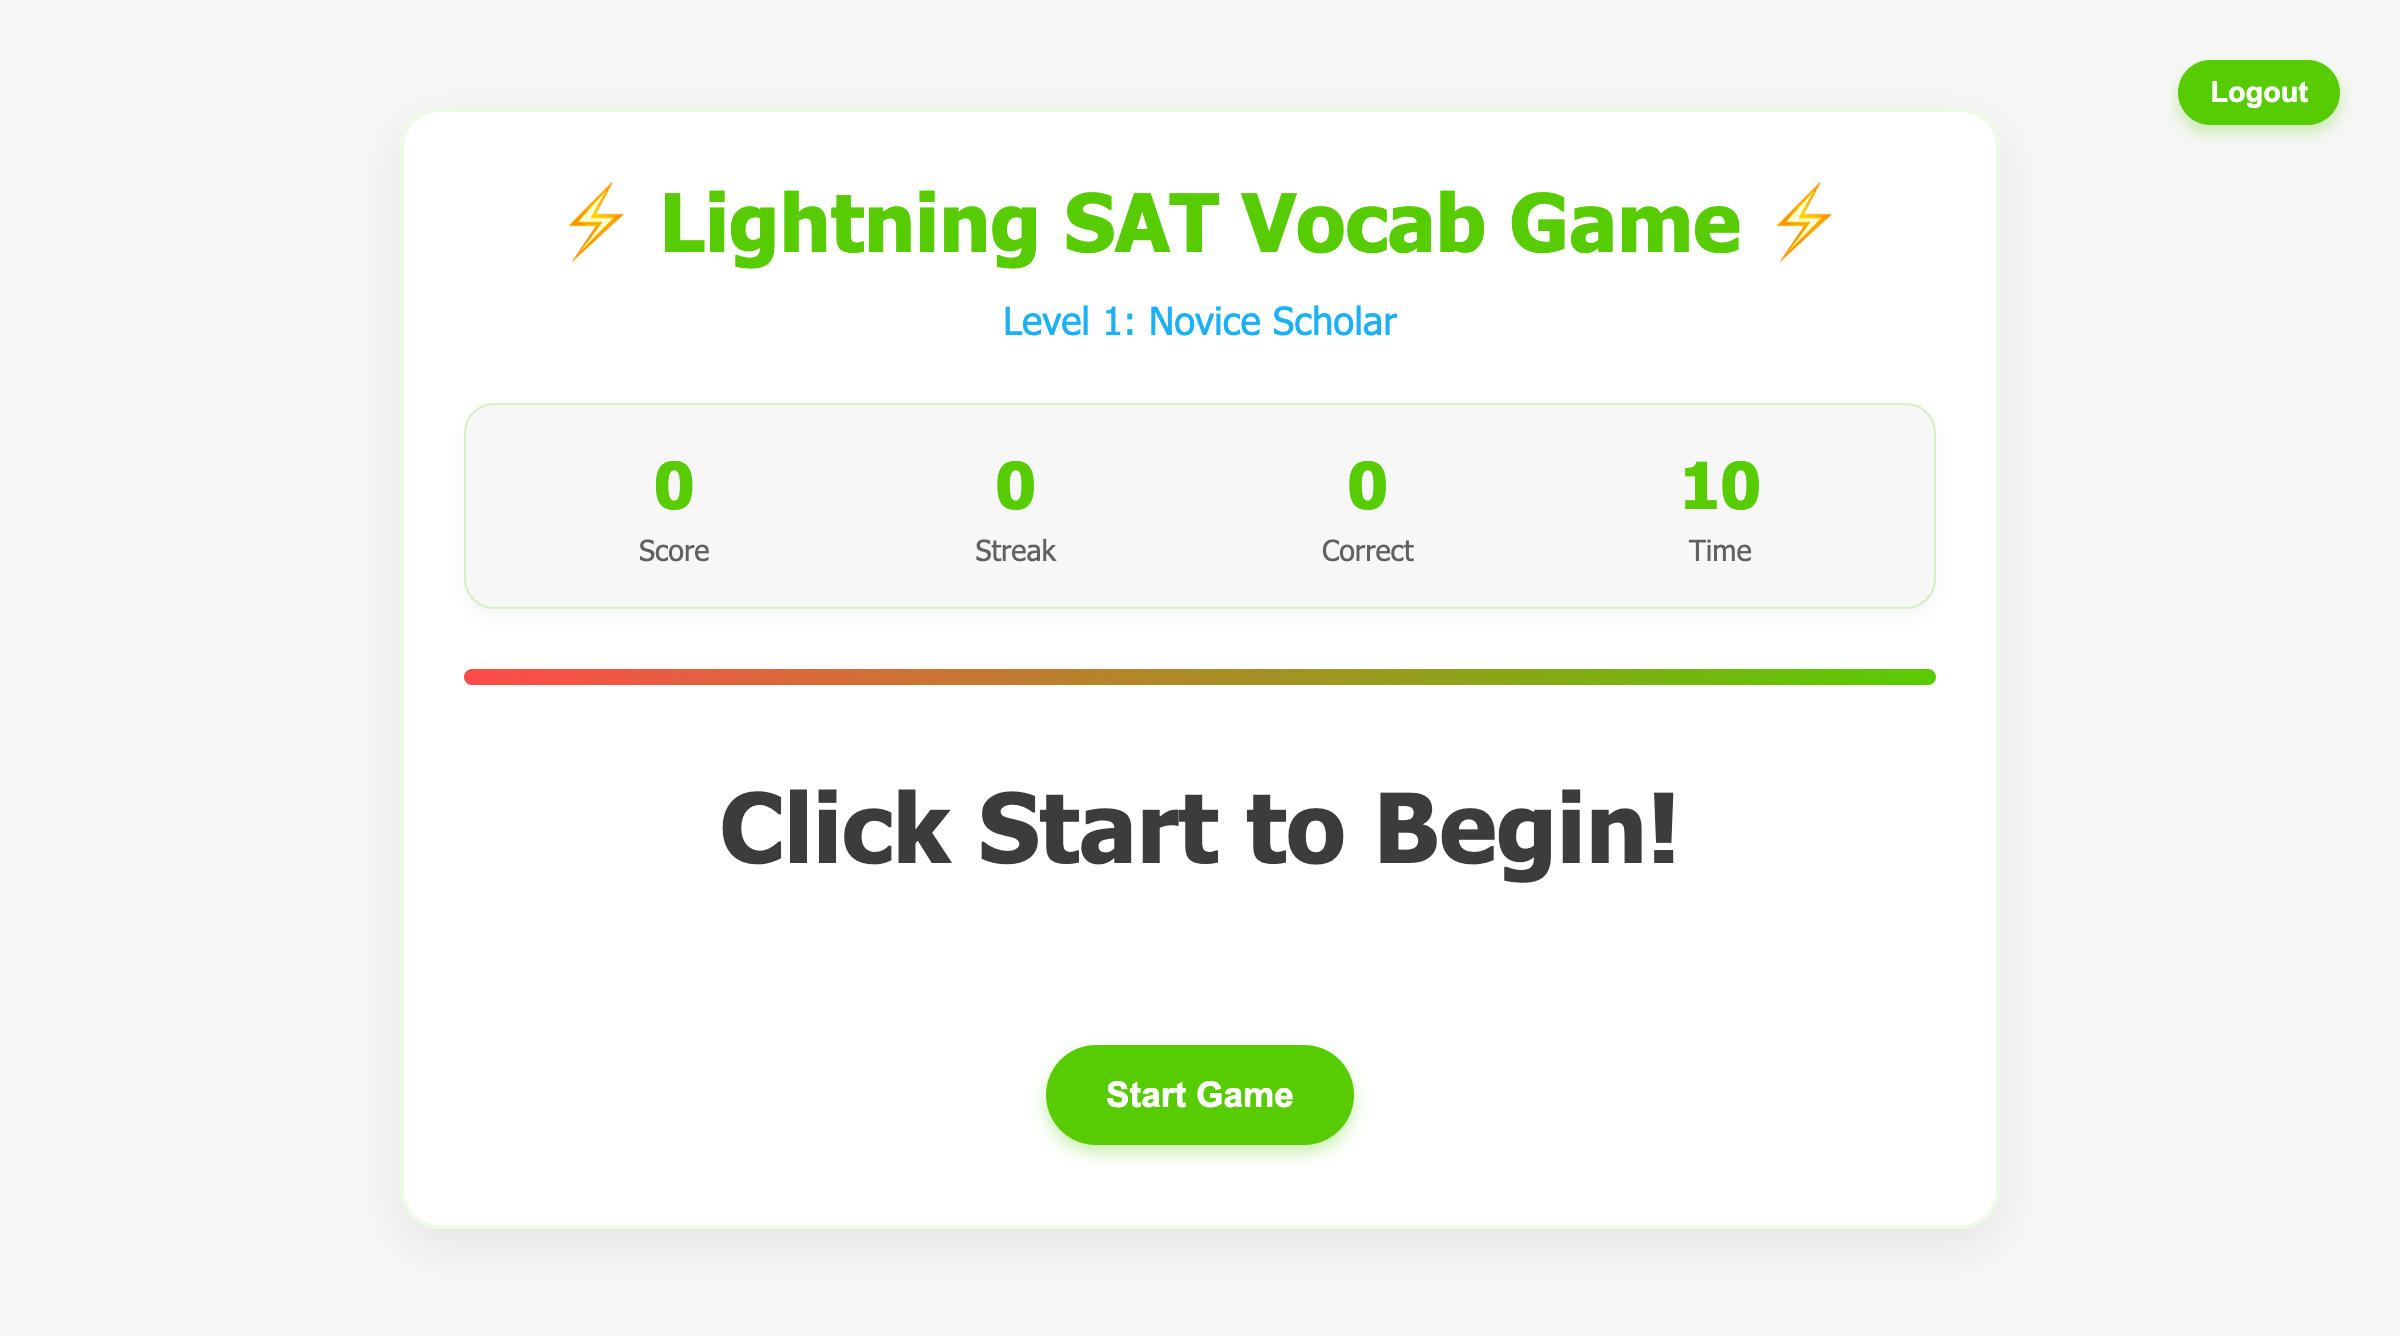 Logout
⚡ Lightning SAT Vocab Game ⚡
Level 1: Novice Scholar
0 0 0 10
Score Streak Correct Time
Click Start to Begin!
Start Game